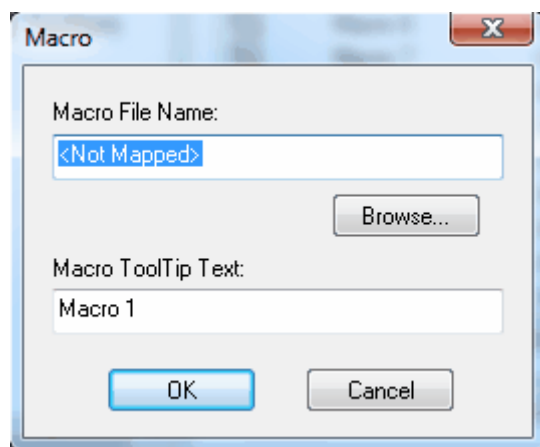 Macro
Macro File Name:
<Not Mapped>
Browse...
Macro ToolTip Text:
Macro 1
OK
Cancel